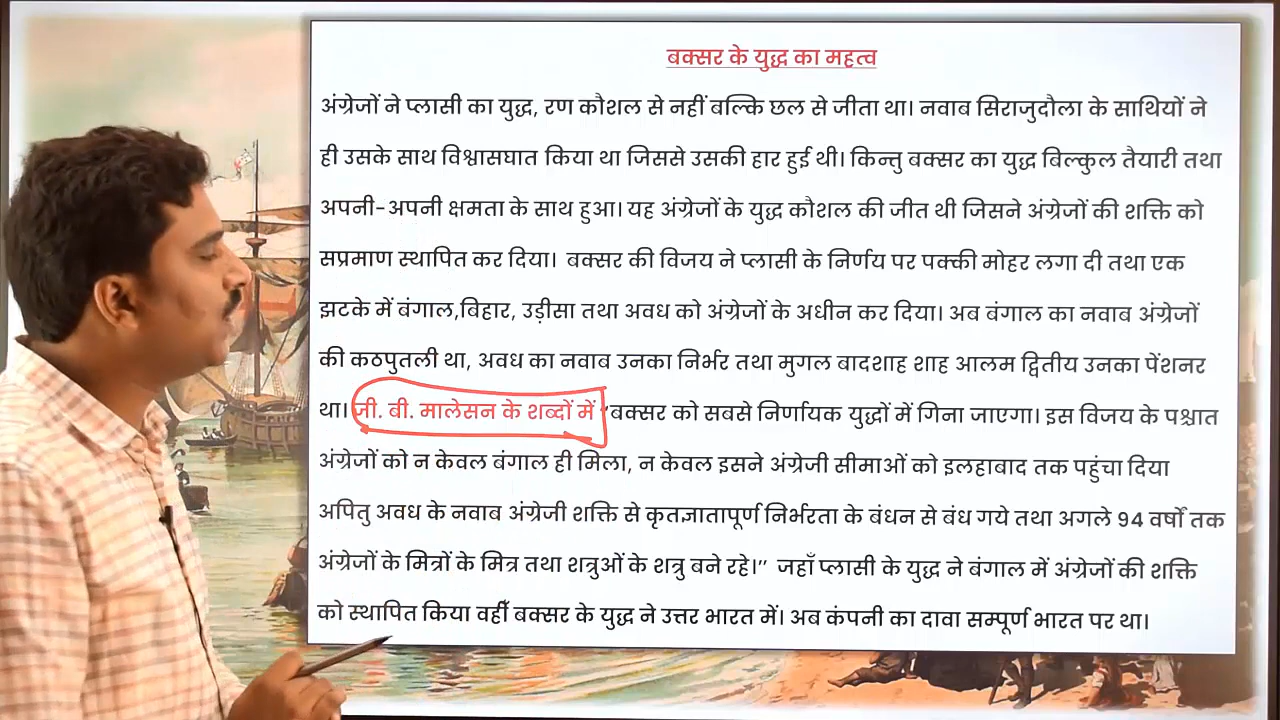 बक्सर के युद्ध का महत्व
अंग्रेजों ने प्लासी का युद्ध, रण कौशल से नहीं बल्कि छल से जीता था। नवाब सिराजुदौला के साथियों ने
ही उसके साथ विश्वासघात किया था जिससे उसकी हार हुई थी। किन्तु बक्सर का युद्ध बिल्कुल तैयारी तथा
अपनी-अपनी क्षमता के साथ हुआ। यह अंग्रेजों के युद्ध कौशल की जीत थी जिसने अंग्रेजों की शक्ति को
सप्रमाण स्थापित कर दिया। बक्सर की विजय ने प्लासी के निर्णय पर पक्की मोहर लगा दी तथा एक
झटके में बंगाल,बिहार, उड़ीसा तथा अवध को अंग्रेजों के अधीन कर दिया। अब बंगाल का नवाब अंग्रेजों
की कठपुतली था, अवध का नवाब उनका निर्भर तथा मुगल बादशाह शाह आलम द्वितीय उनका पेंशनर
था। जी. बी. मालेसन के शब्दों में "बक्सर को सबसे निर्णायक युद्धों में गिना जाएगा। इस विजय के पश्चात
अंग्रेजों को न केवल बंगाल ही मिला, न केवल इसने अंग्रेजी सीमाओं को इलहाबाद तक पहुंचा दिया
अपितु अवध के नवाब अंग्रेजी शक्ति से कृतज्ञातापूर्ण निर्भरता के बंधन से बंध गये तथा अगले 94 वर्षों तक
अंग्रेजों के मित्रों के मित्र तथा शत्रुओं के शत्रु बने रहे।" जहाँ प्लासी के युद्ध ने बंगाल में अंग्रेजों की शक्ति
को स्थापित किया वहीं बक्सर के युद्ध ने उत्तर भारत में। अब कंपनी का दावा सम्पूर्ण भारत पर था।